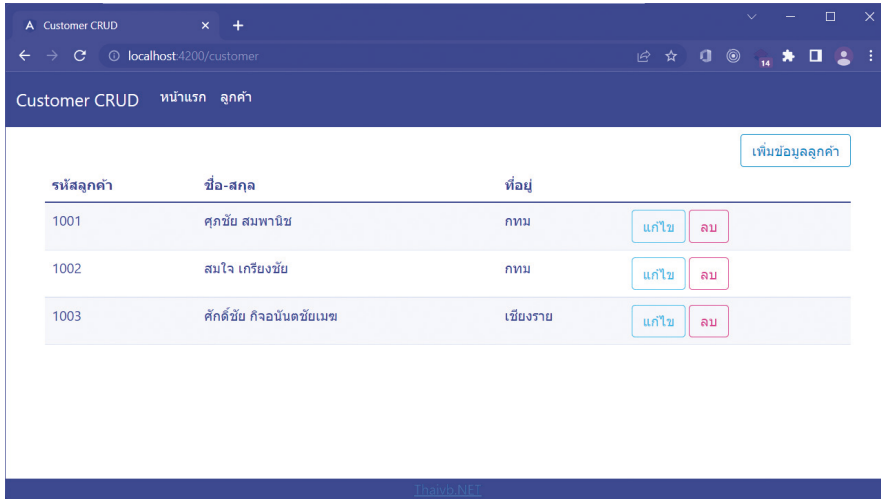 A Customer CRUD
localhost:4200/customer
14
Customer CRUD หน้าแรก ลูกค้า
เพิ่มข้อมูลลูกค้า
รหัสลูกค้า ชื่อ-สกุล ที่อยู่
1001 ศุภชัย สมพานิช กทม แก้ไข ลบ
1002 สมใจ เกรียงชัย กทม แก้ไข ลบ
1003 ศักดิ์ชัย กิจอนันตชัยเมฆ เชียงราย แก้ไข ลบ
Thaivb.NET